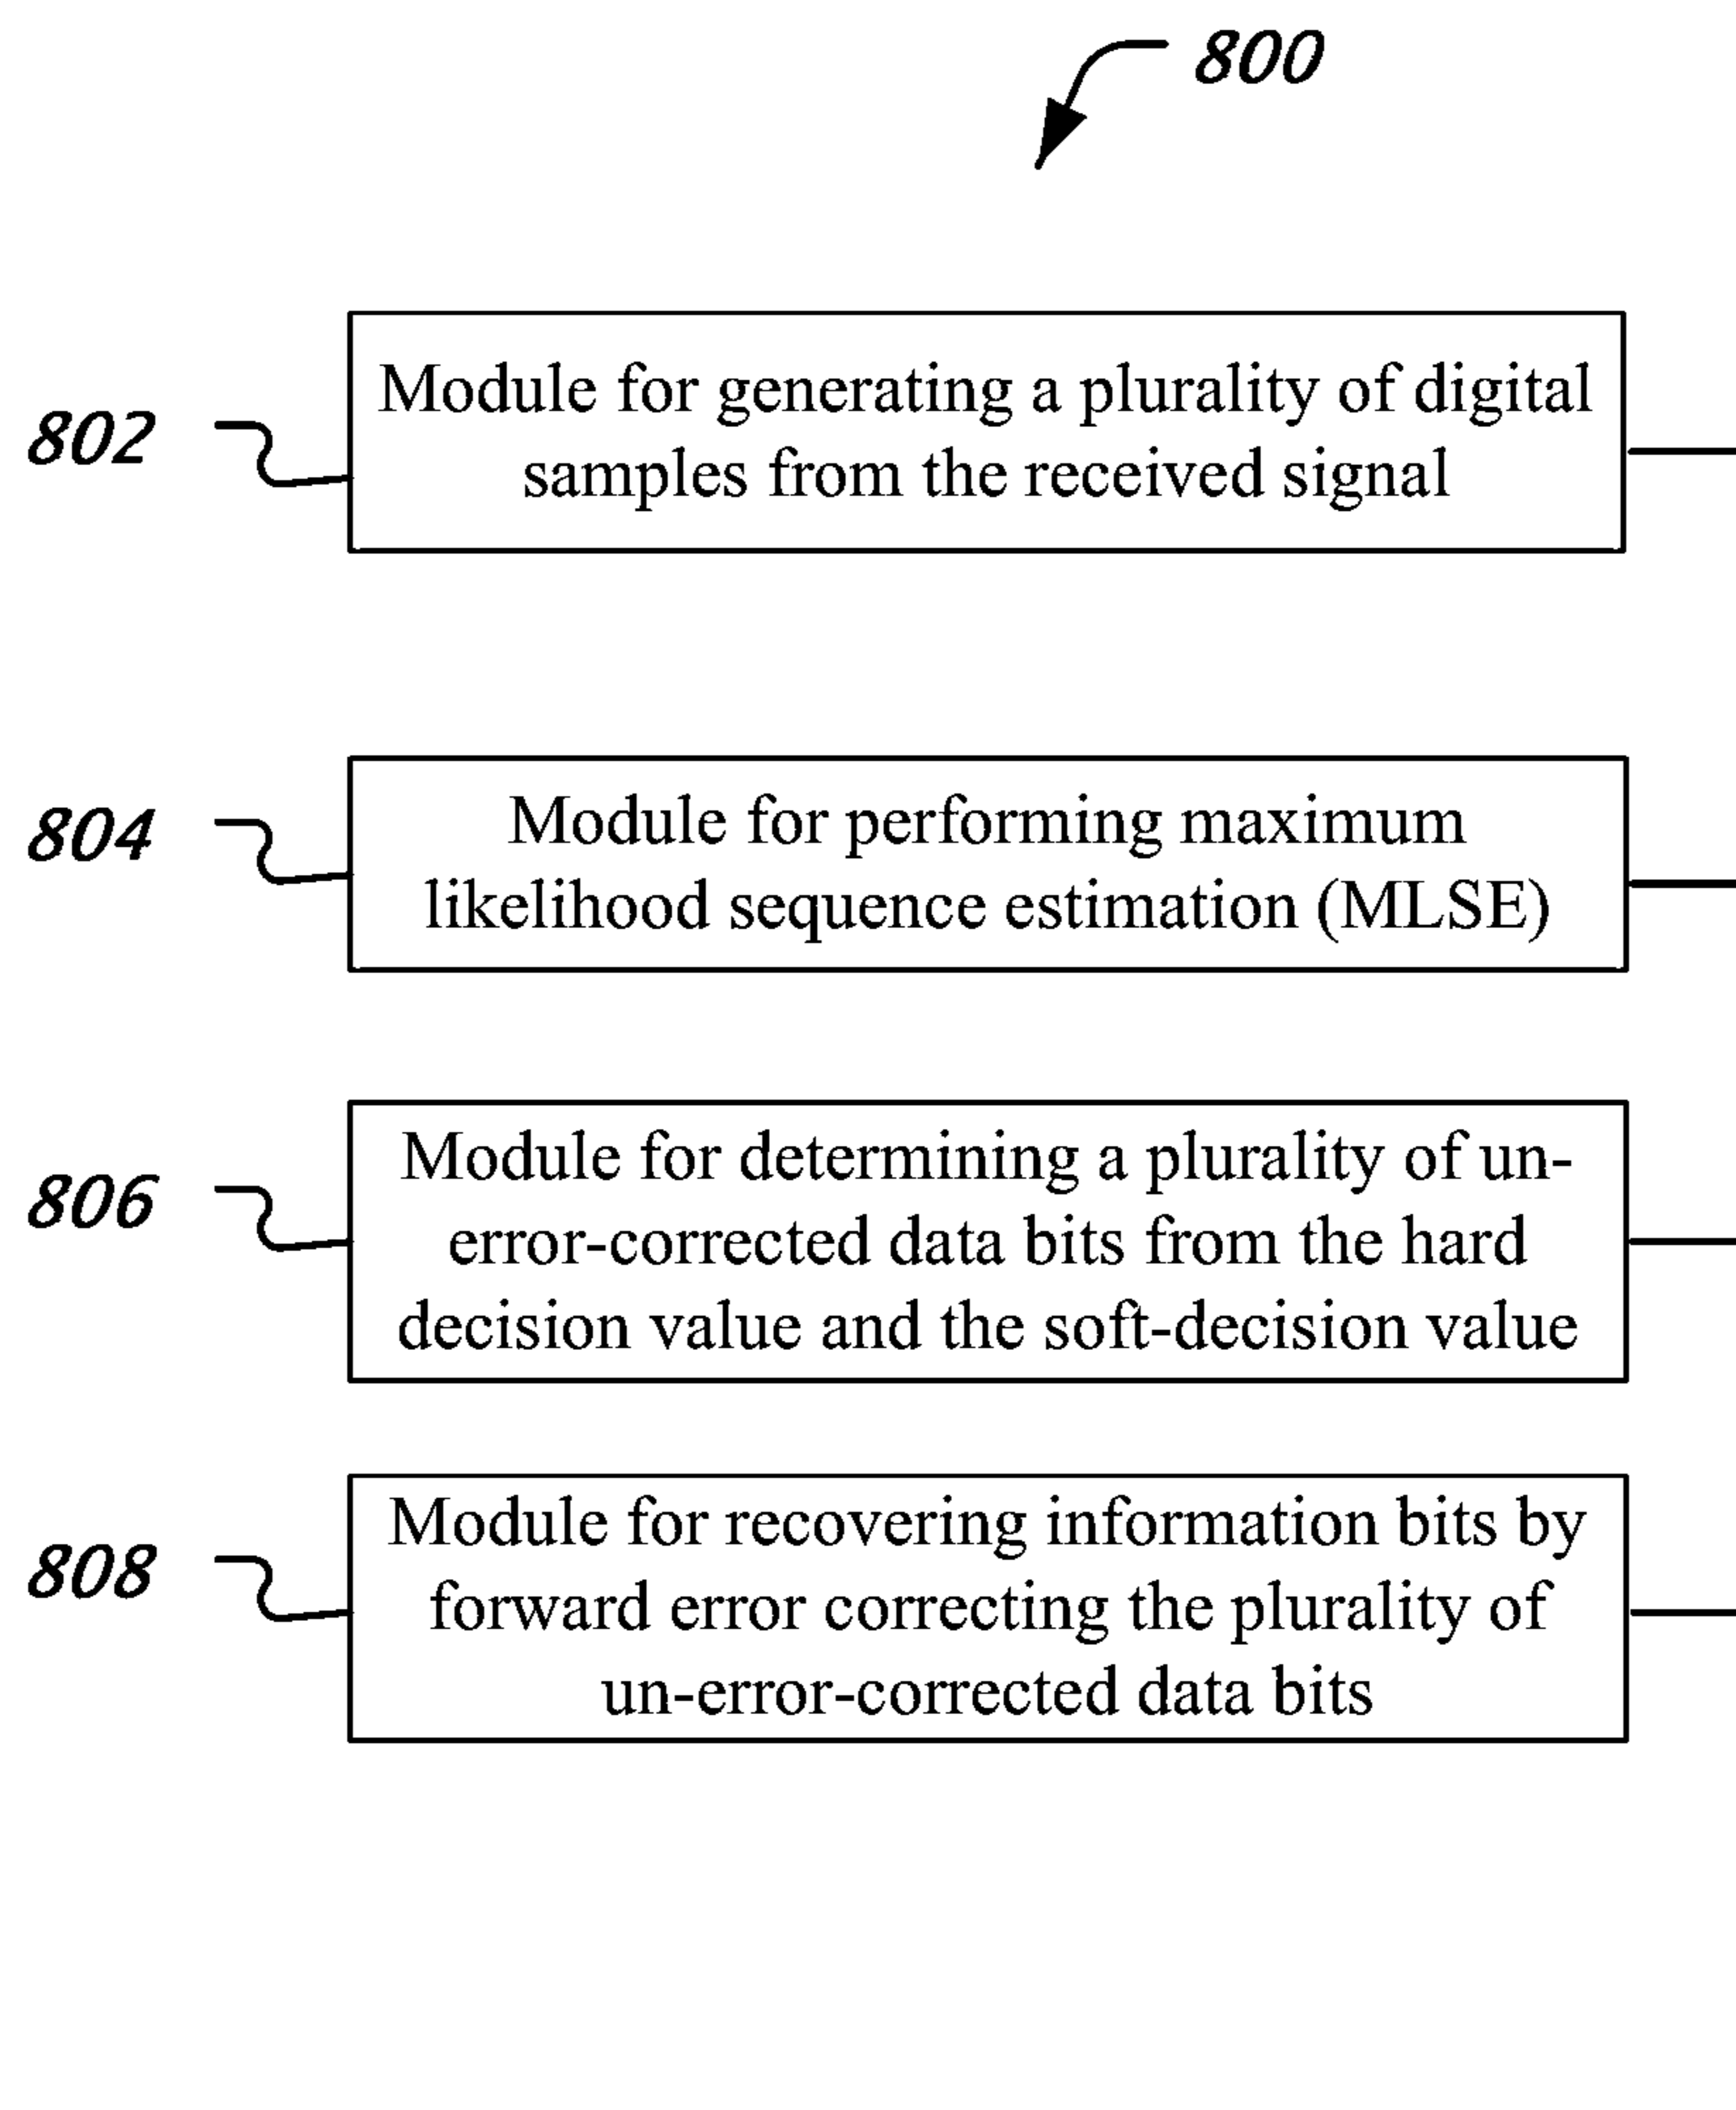 800
802
Module for generating a plurality of digital
samples from the received signal
804
Module for performing maximum
likelihood sequence estimation (MLSE)
806
Module for determining a plurality of un-
error-corrected data bits from the hard
decision value and the soft-decision value
808
Module for recovering information bits by
forward error correcting the plurality of
un-error-corrected data bits